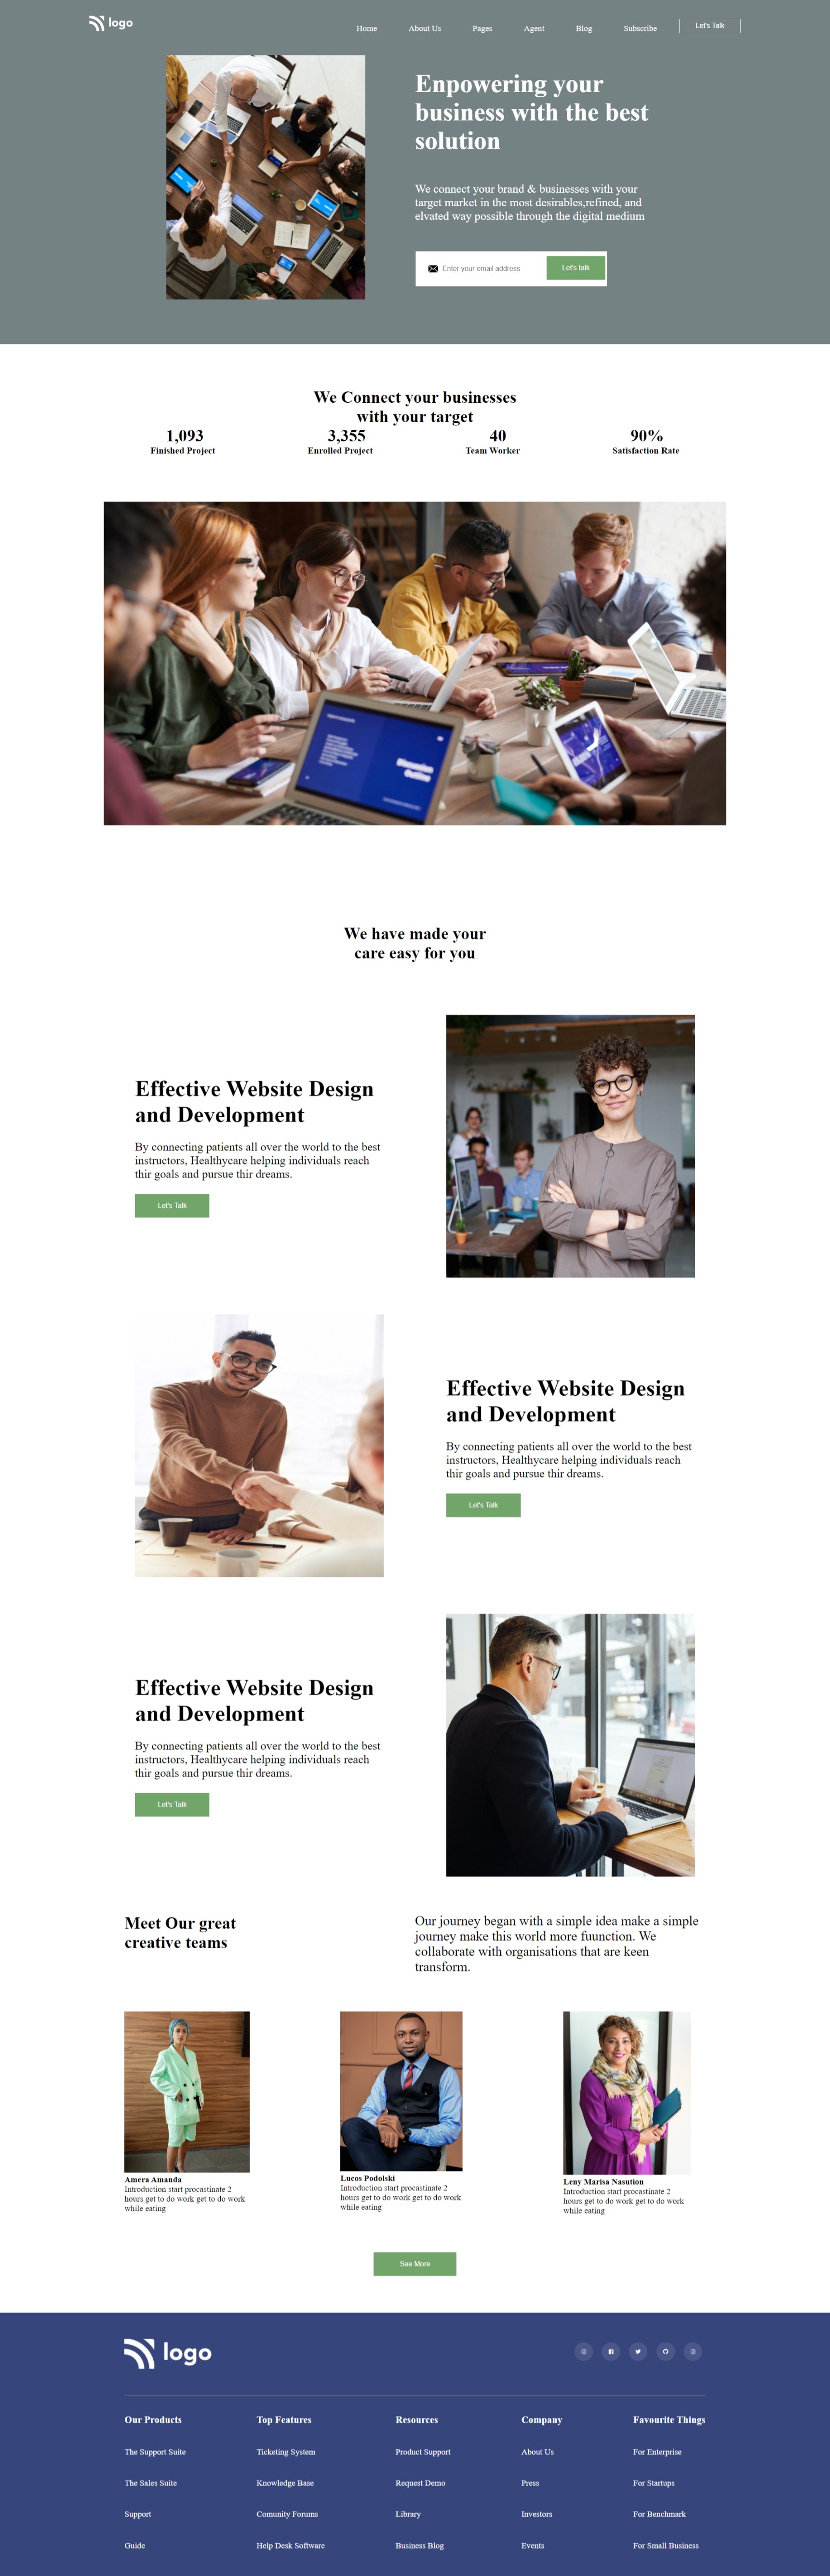 logo
Home About Us Pages Agent Blog Subscribe Let's Talk
Enpowering your
business with the best
solution
We connect your brand & businesses with your
target market in the most desirables,refined, and
elvated way possible through the digital medium
Enter your email address Let's talk
We Connect your businesses
with your target
1,093 3,355 40 90%
Finished Project Enrolled Project Team Worker Satisfaction Rate
We have made your
care easy for you
Effective Website Design
and Development
By connecting patients all over the world to the best
instructors, Healthycare helping individuals reach
thir goals and pursue thir dreams.
Let's Talk
Effective Website Design
and Development
By connecting patients all over the world to the best
instructors, Healthycare helping individuals reach
thir goals and pursue thir dreams.
Let's Talk
Effective Website Design
and Development
By connecting patients all over the world to the best
instructors, Healthycare helping individuals reach
thir goals and pursue thir dreams.
Let's Talk
Meet Our great
creative teams
Our journey began with a simple idea make a simple
journey make this world more fuunction. We
collaborate with organisations that are keen
transform.
Amera Amanda
Introduction start procastinate 2
hours get to do work get to do work
while eating
Lucos Podolski
Introduction start procastinate 2
hours get to do work get to do work
while eating
Leny Marisa Nasution
Introduction start procastinate 2
hours get to do work get to do work
while eating
See More
logo
Our Products Top Features Resources Company Favourite Things
The Support Suite Ticketing System Product Support About Us For Enterprise
The Sales Suite Knowledge Base Request Demo Press For Startups
Support Comunity Forums Library Investors For Benchmark
Guide Help Desk Software Business Blog Events For Small Business